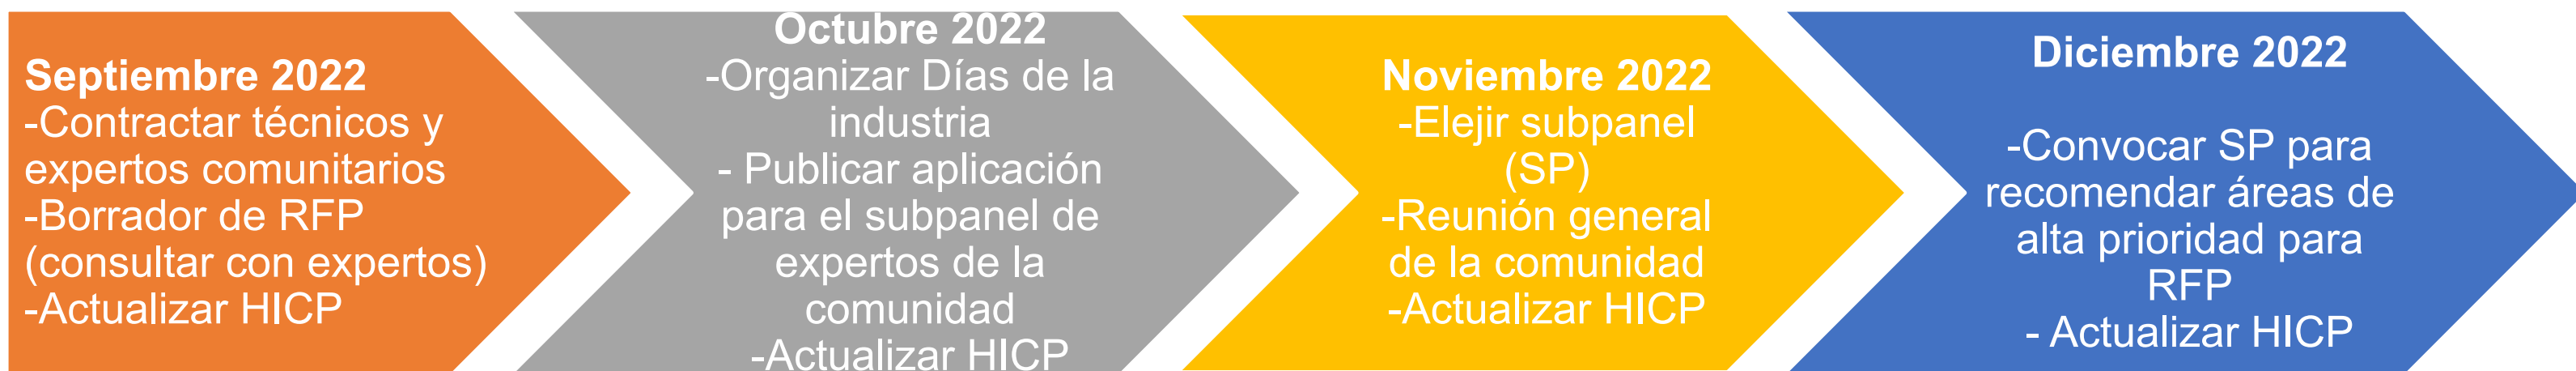 Septiembre 2022
-Contractar técnicos y
expertos comunitarios
-Borrador de RFP
(consultar con expertos)
-Actualizar HICP
Octubre 2022
-Organizar Días de la
industria
- Publicar aplicación
para el subpanel de
expertos de la
comunidad
-Actualizar HICP
Noviembre 2022
-Elejir subpanel
(SP)
-Reunión general
de la comunidad
-Actualizar HICP
Diciembre 2022
-Convocar SP para
recomendar áreas de
alta prioridad para
RFP
- Actualizar HICP